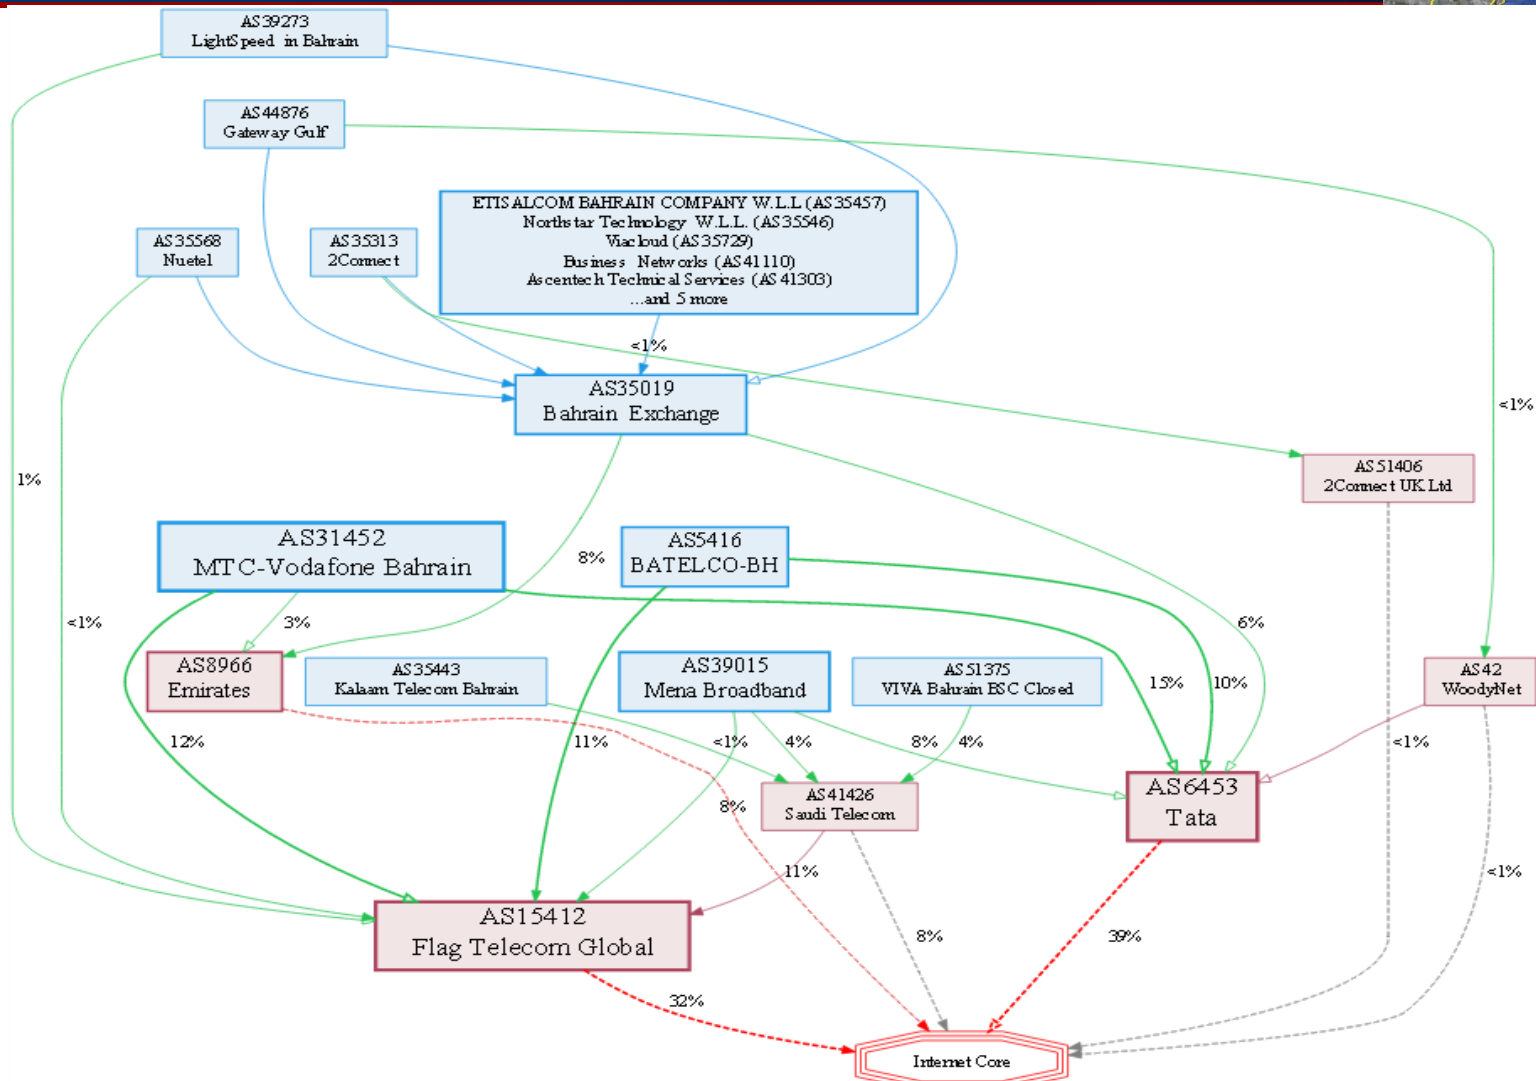 AS39273
LightSpeed in Bahrain
AS44876
Gateway Gulf
ETISALCOM BAHRAIN COMPANY W.L.L (AS35457)
Northstar Technology W.L.L. (AS35546)
Viacloud (AS35729)
Business Networks (AS41110)
Ascentech Technical Services (AS41303)
...and 5 more
AS35568
Nuetel
AS35313
2Connect
<1%
AS35019
Bahrain Exchange
<1%
AS51406
2Connect UK Ltd
1%
AS31452
MTC-Vodafone Bahrain
AS5416
BATELCO-BH
8%
<1%
3%
6%
AS8966
Emirates
AS35443
Kalaam Telecom Bahrain
AS39015
Mena Broadband
AS51375
VIVA Bahrain BSC Closed
15%
10%
AS42
WoodyNet
12%
11%
<1%
4%
8%
4%
<1%
8%
AS41426
Saudi Telecom
AS6453
Tata
11%
<1%
AS15412
Flag Telecom Global
8%
39%
32%
Internet Core